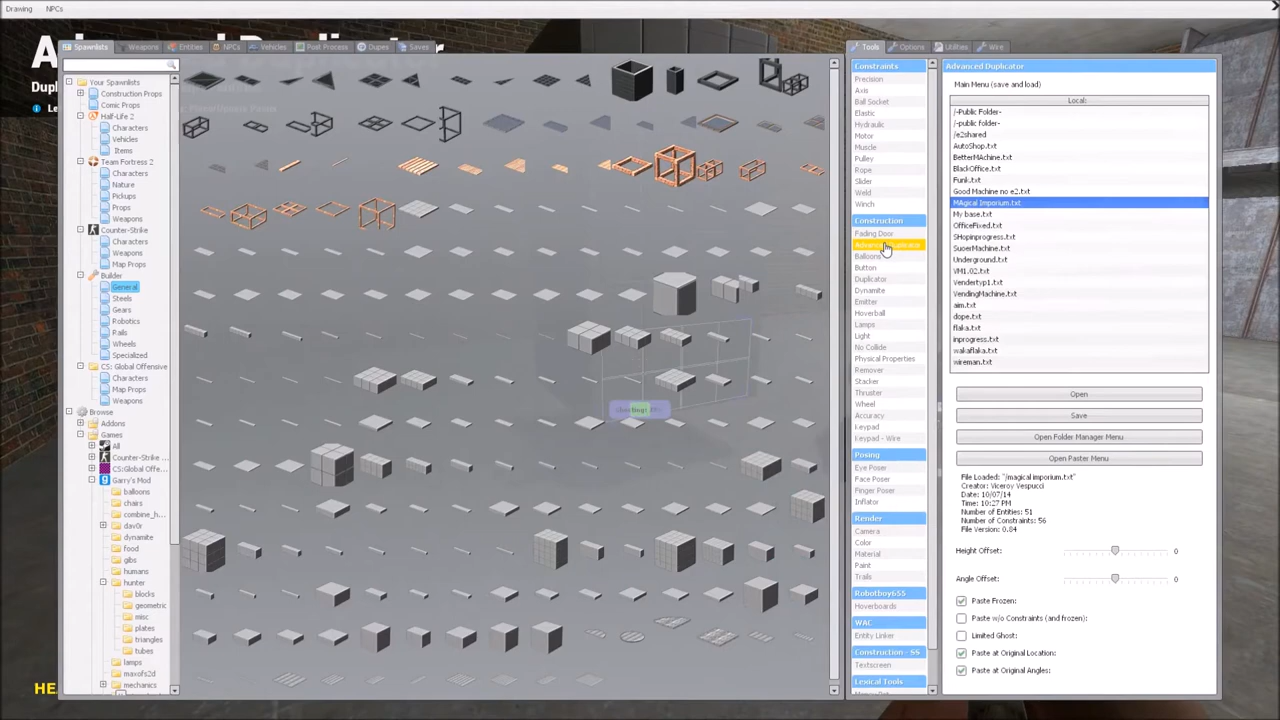 Drawing NPCs
Spawnlists Weapons Entities NPCs Vehicles Post Process Dupes Saves
Your Spawnlists
Construction Props
Comic Props
Half-Life 2
Characters
Vehicles
Items
Team Fortress 2
Characters
Nature
Pickups
Props
Weapons
Counter-Strike
Characters
Weapons
Map Props
Builder
General
Steels
Gears
Robotics
Rails
Wheels
Specialized
CS: Global Offensive
Characters
Map Props
Weapons
Browse
Addons
Games
All
Counter-Strike
CS:Global Offen...
Garry's Mod
balloons
chairs
combine_h...
dav0r
dynamite
food
gibs
humans
hunter
blocks
geometric
misc
plates
triangles
tubes
lamps
maxofs2d
mechanics
HE
Tools Options Utilities Wire
Constraints
Precision
Axis
Ball Socket
Elastic
Hydraulic
Motor
Muscle
Pulley
Rope
Slider
Weld
Winch
Construction
Fading Door
Advanced Duplicator
Balloons
Button
Duplicator
Dynamite
Emitter
Hoverball
Lamps
Light
No Collide
Physical Properties
Remover
Stacker
Thruster
Wheel
Accuracy
Keypad
Keypad - Wire
Posing
Eye Poser
Face Poser
Finger Poser
Inflator
Render
Camera
Color
Material
Paint
Trails
Robotboy655
Hoverboards
WAC
Entity Linker
Construction - SS
Textscreen
Lexical Tools
Advanced Duplicator
Main Menu (save and load)
Local:
/-Public Folder-
/-public folder-
/e2shared
AutoShop.txt
BetterMAchine.txt
BlackOffice.txt
Funk.txt
Good Machine no e2.txt
MAgical Imporium.txt
My base.txt
OfficeFixed.txt
SHopinprogress.txt
SuoerMachine.txt
Underground.txt
VM1.02.txt
Vendertyp1.txt
VendingMachine.txt
aim.txt
dope.txt
flaka.txt
inprogress.txt
wakaflaka.txt
wireman.txt
Open
Save
Open Folder Manager Menu
Open Paster Menu
File Loaded: "/magical imporium.txt"
Creator: Viceroy Vespucci
Date: 10/07/14
Time: 10:27 PM
Number of Entities: 51
Number of Constraints: 56
File Version: 0.84
Height Offset: 0
Angle Offset: 0
Paste Frozen:
Paste w/o Constraints (and frozen):
Limited Ghost:
Paste at Original Location:
Paste at Original Angles: